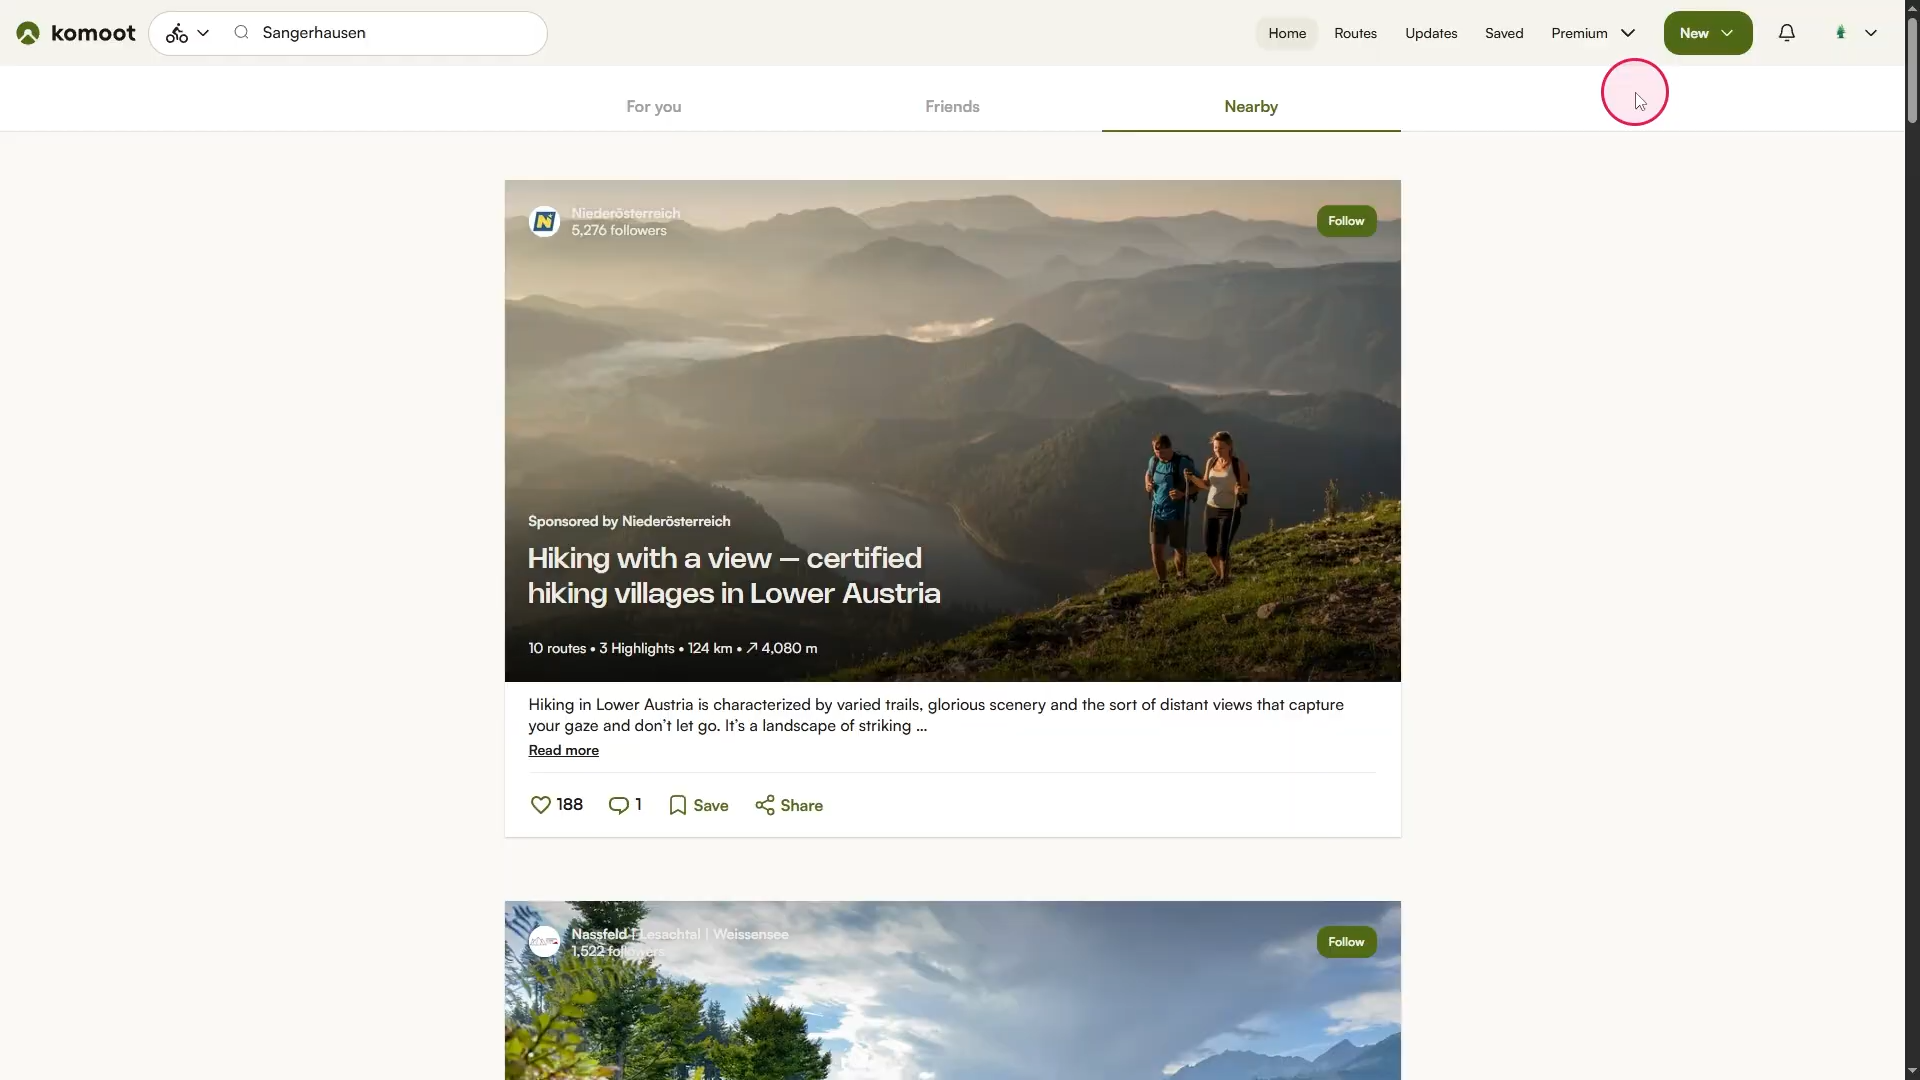 komoot
Sangerhausen
Home
Routes
Updates
Saved
Premium
New
For you
Friends
Nearby
Niederösterreich
5,276 followers
Follow
Sponsored by Niederösterreich
Hiking with a view – certified
hiking villages in Lower Austria
10 routes • 3 Highlights • 124 km • ↗ 4,080 m
Hiking in Lower Austria is characterized by varied trails, glorious scenery and the sort of distant views that capture
your gaze and don’t let go. It’s a landscape of striking ...
Read more
188
1
Save
Share
Nassfeld | Lesachtal | Weissensee
1,522 followers
Follow